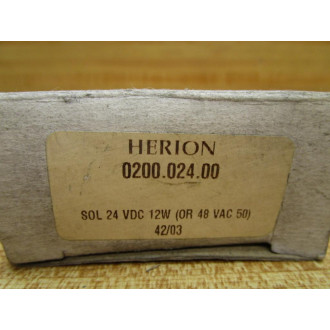 HERION
0200.024.00
SOL 24 VDC 12W (OR 48 VAC 50)
42/03